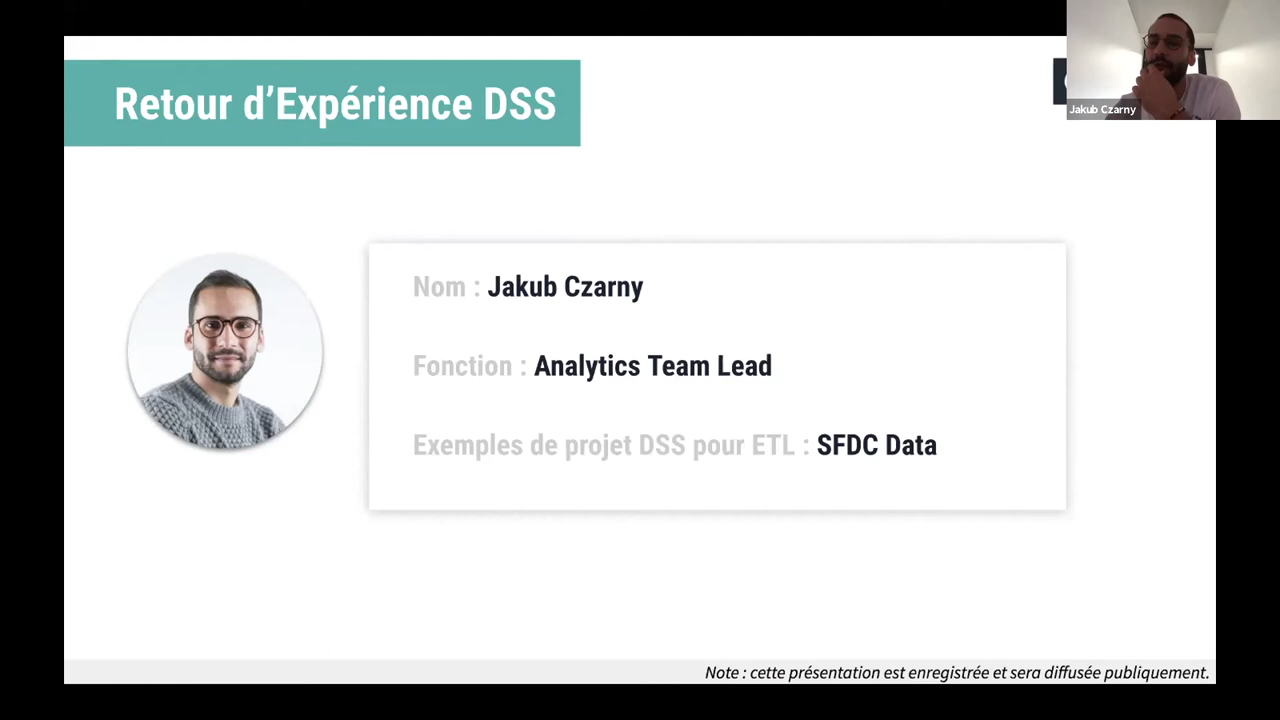 Retour d'Expérience DSS
Jakub Czarny
Nom : Jakub Czarny
Fonction : Analytics Team Lead
Exemples de projet DSS pour ETL : SFDC Data
Note : cette présentation est enregistrée et sera diffusée publiquement.